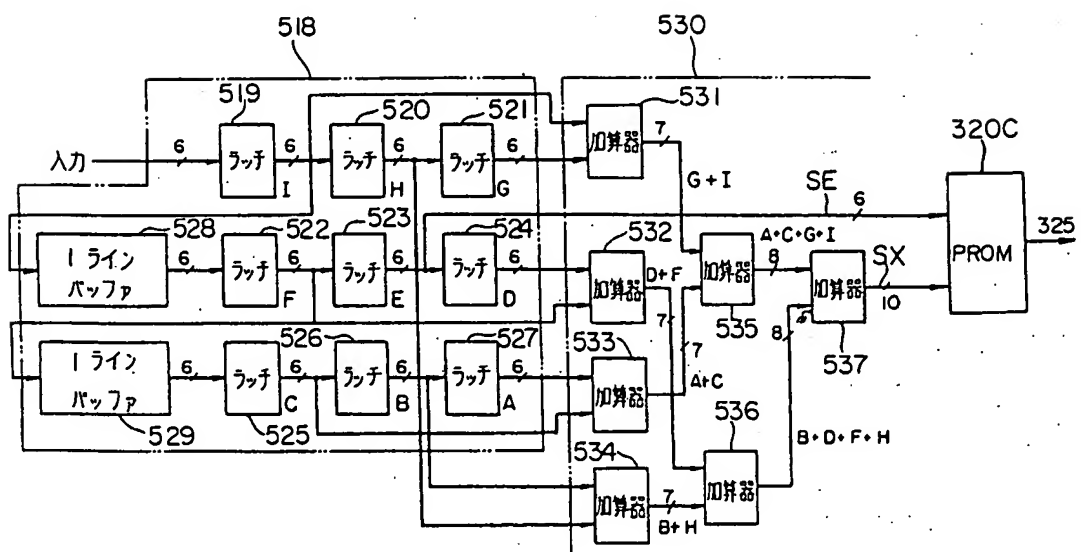 518
530
519
520
521
531
320C
入力
6
ラッチ
6
ラッチ
6
ラッチ
6
加算器
7
I
H
G
G+I
SE
6
528
522
523
524
532
A+C+G+I
1 ライン
バッファ
6
ラッチ
6
ラッチ
6
ラッチ
6
加算器
D+F
加算器
8
加算器
SX
10
PROM
325
F
E
D
7
535
8
537
526
527
533
7
1 ライン
バッファ
6
ラッチ
6
ラッチ
6
ラッチ
6
加算器
A+C
C
B
A
529
525
534
536
B+D+F+H
加算器
7
加算器
B+H